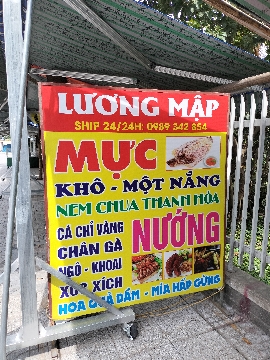 LƯƠNG MẬP
SHIP 24/24H: 0989 342 354
MỰC
KHÔ - MỘT NẮNG
NEM CHUA THANH HÓA
CÁ CHỈ VÀNG
CHÂN GÀ
NGÔ - KHOAI
XÚC XÍCH
NƯỚNG
HOA QUẢ DẦM - MÍA HẤP GỪNG